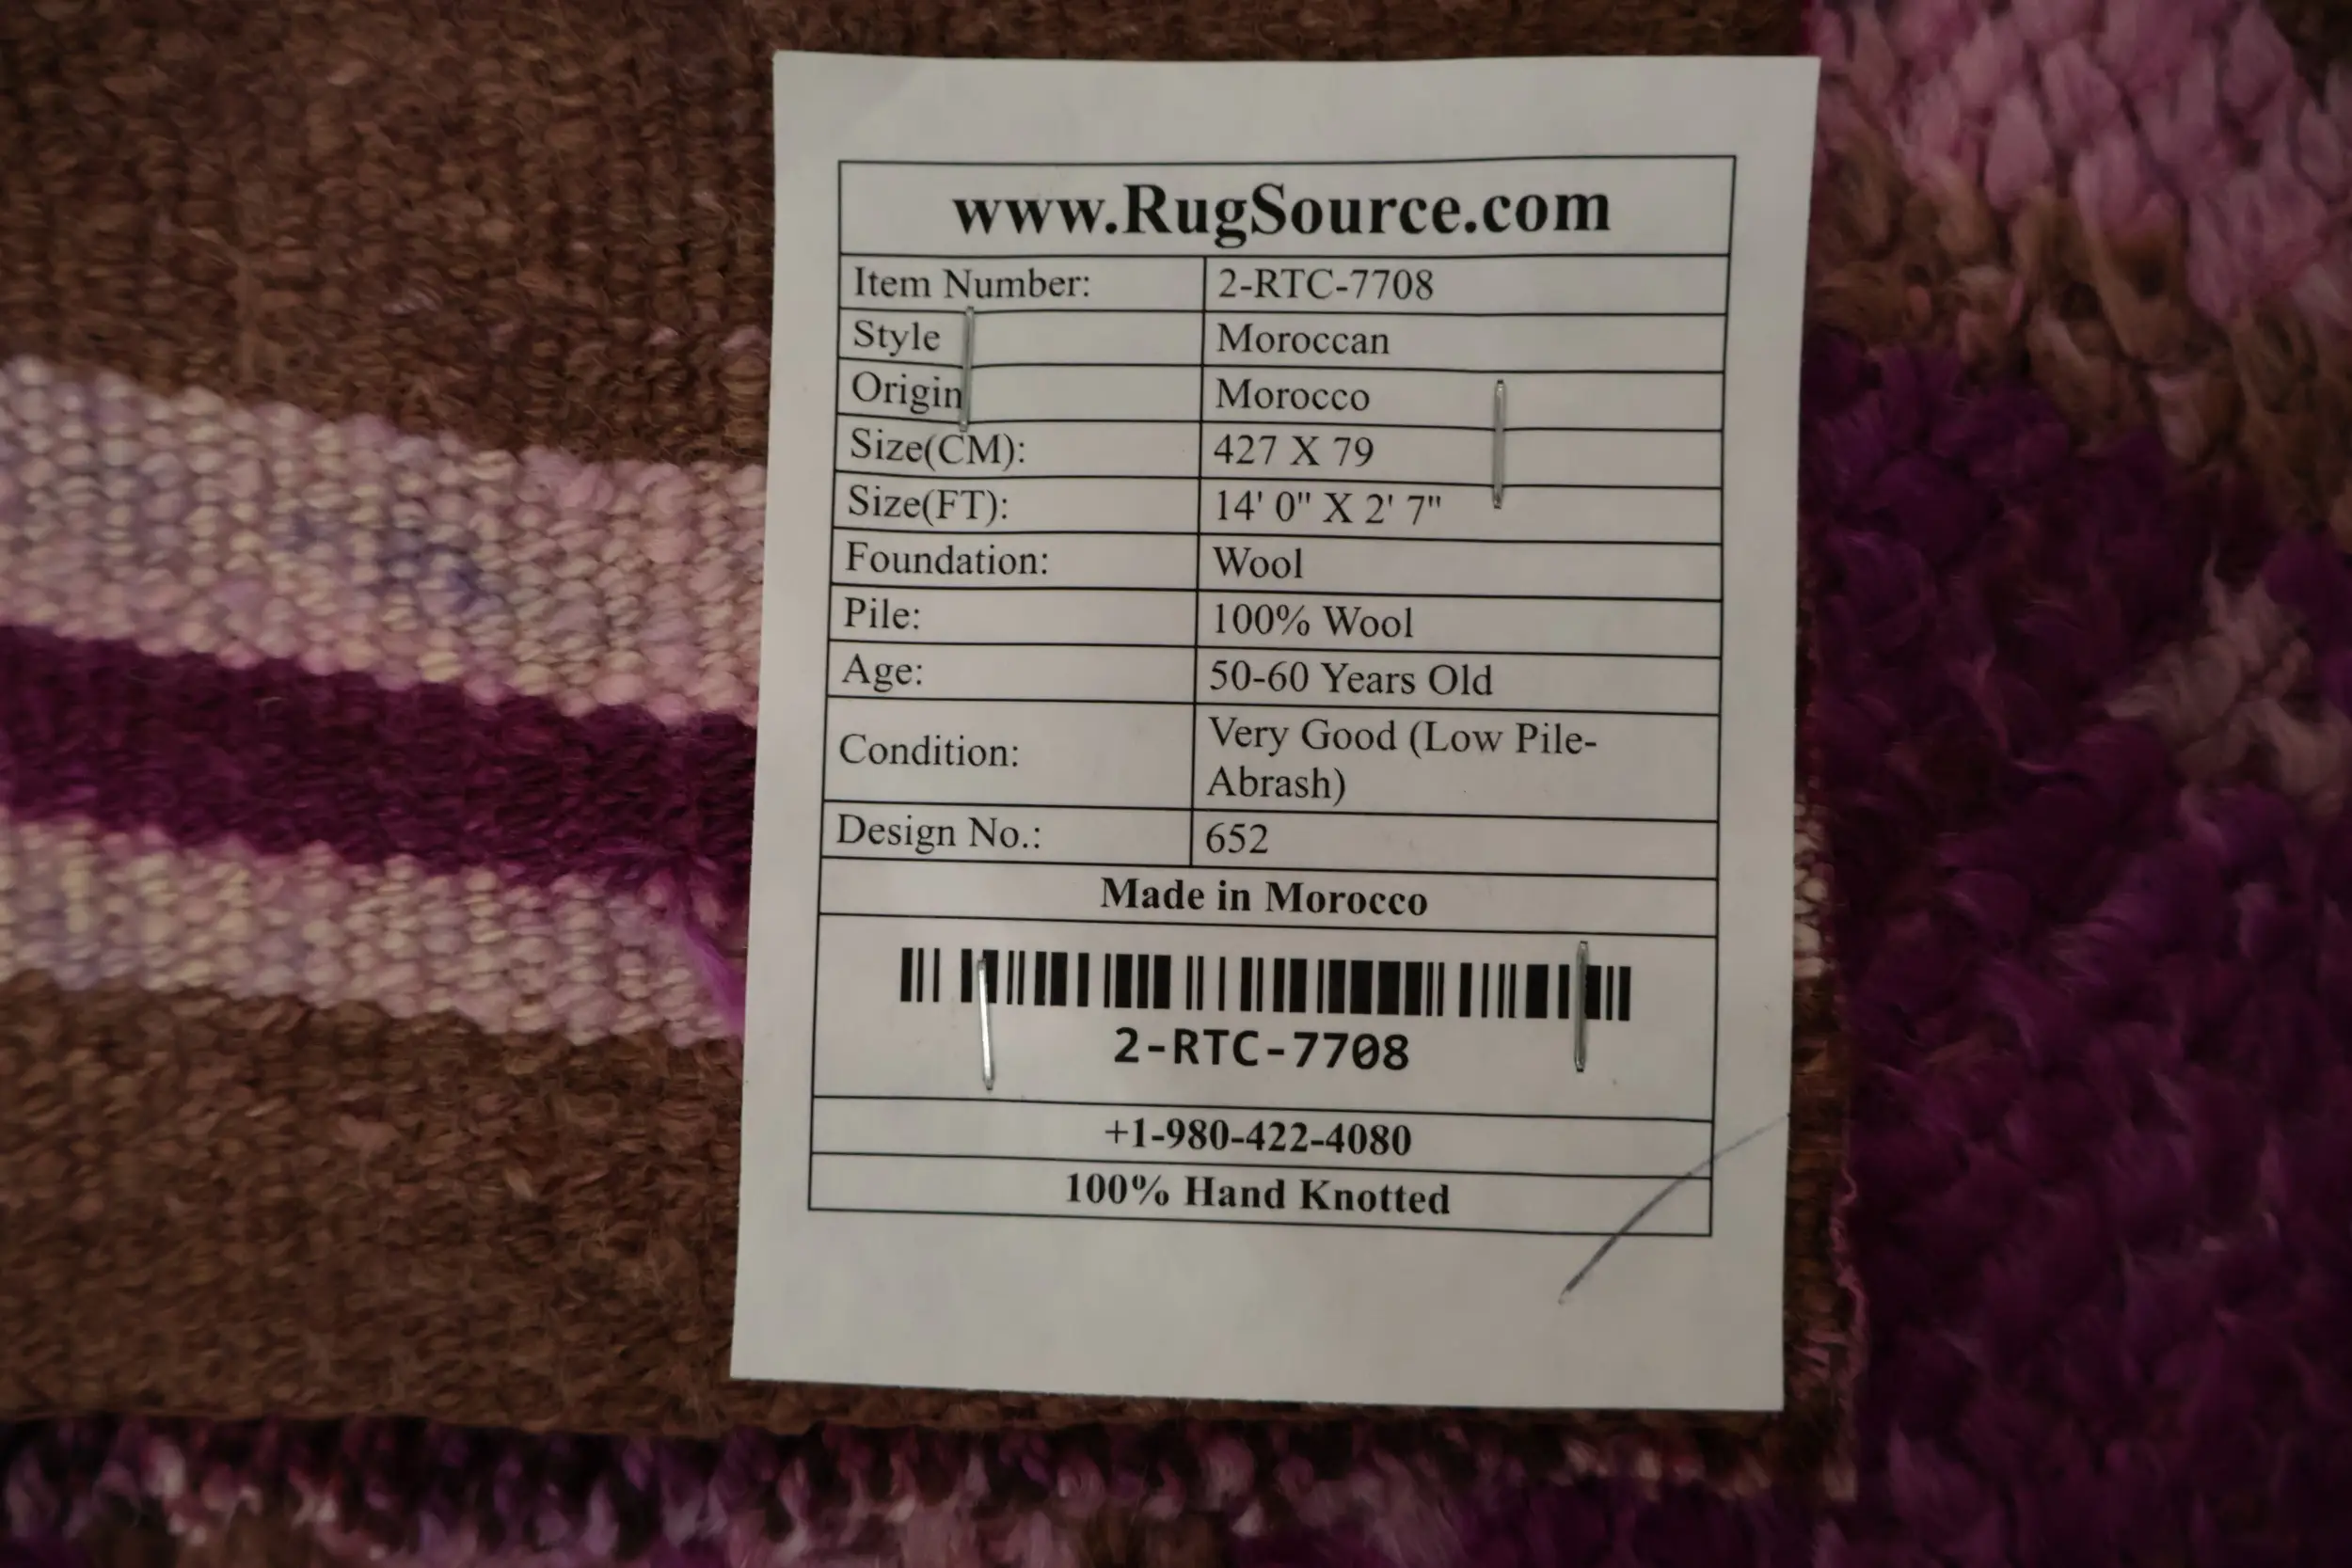 www.RugSource.com
Item Number: 2-RTC-7708
Style Moroccan
Origin Morocco
Size(CM): 427 X 79
Size(FT): 14' 0" X 2' 7"
Foundation: Wool
Pile: 100% Wool
Age: 50-60 Years Old
Condition: Very Good (Low Pile-
Abrash)
Design No.: 652
Made in Morocco
2-RTC-7708
+1-980-422-4080
100% Hand Knotted